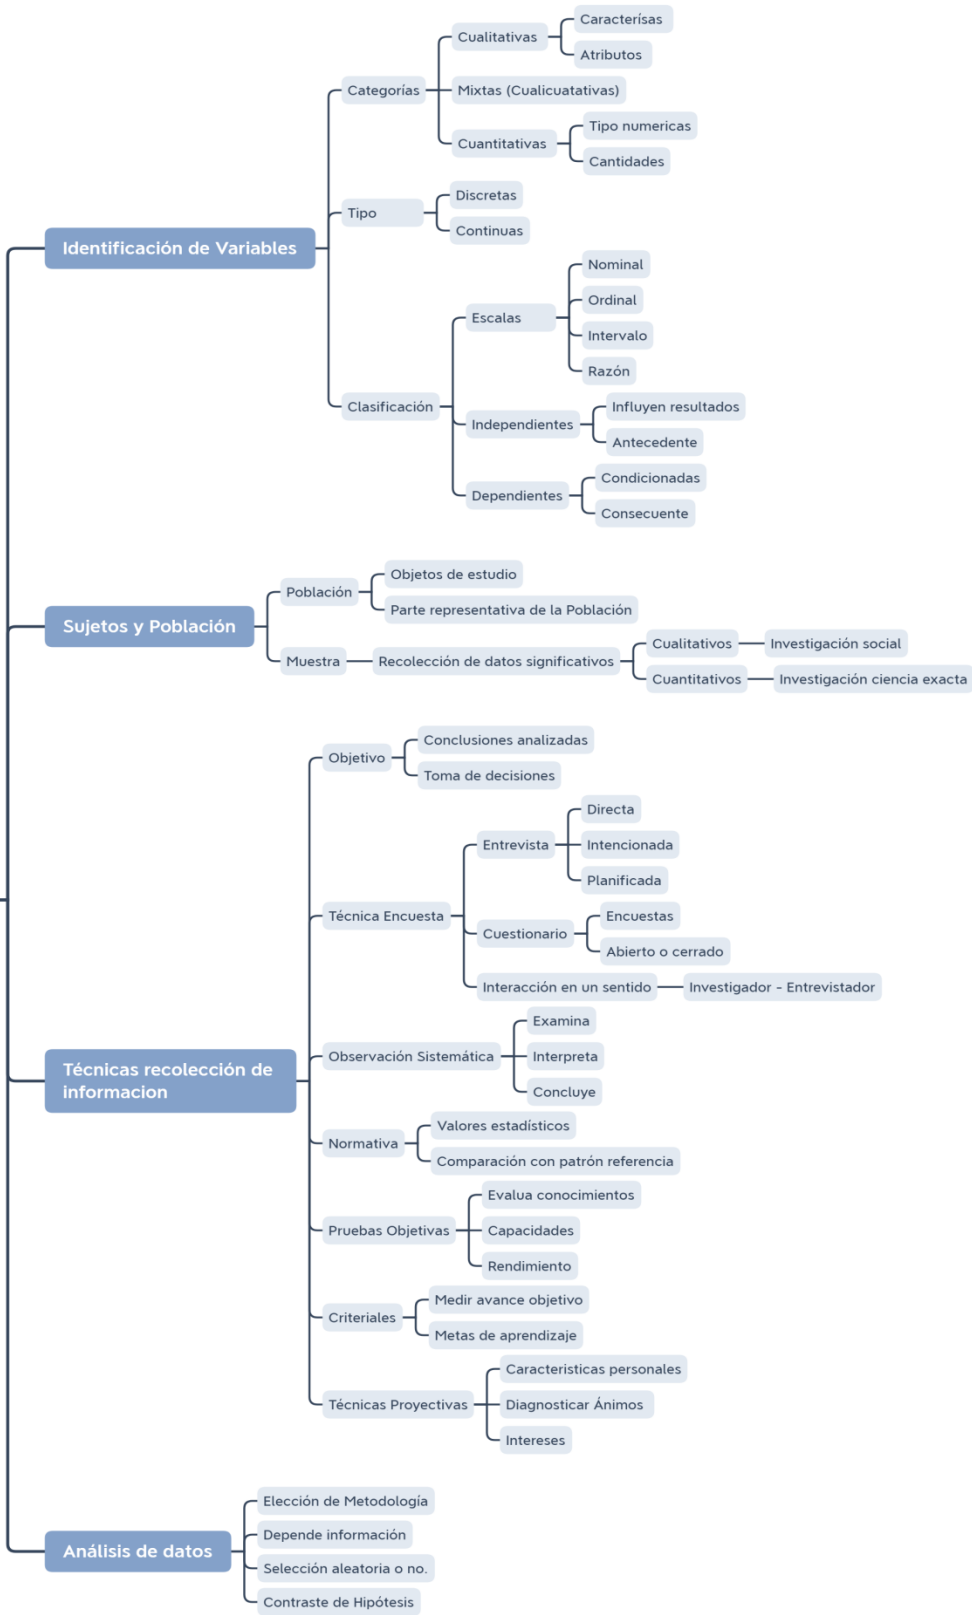 Identificación de Variables
Categorías
Cualitativas
Caracterísas
Atributos
Mixtas (Cualicuatativas)
Cuantitativas
Tipo numericas
Cantidades
Tipo
Discretas
Continuas
Clasificación
Escalas
Nominal
Ordinal
Intervalo
Razón
Independientes
Influyen resultados
Antecedente
Dependientes
Condicionadas
Consecuente
Sujetos y Población
Población
Objetos de estudio
Parte representativa de la Población
Muestra
Recolección de datos significativos
Cualitativos
Investigación social
Cuantitativos
Investigación ciencia exacta
Técnicas recolección de
informacion
Objetivo
Conclusiones analizadas
Toma de decisiones
Técnica Encuesta
Entrevista
Directa
Intencionada
Planificada
Cuestionario
Encuestas
Abierto o cerrado
Interacción en un sentido
Investigador - Entrevistador
Observación Sistemática
Examina
Interpreta
Concluye
Normativa
Valores estadísticos
Comparación con patrón referencia
Pruebas Objetivas
Evalua conocimientos
Capacidades
Rendimiento
Criteriales
Medir avance objetivo
Metas de aprendizaje
Técnicas Proyectivas
Caracteristicas personales
Diagnosticar Ánimos
Intereses
Análisis de datos
Elección de Metodología
Depende información
Selección aleatoria o no.
Contraste de Hipótesis